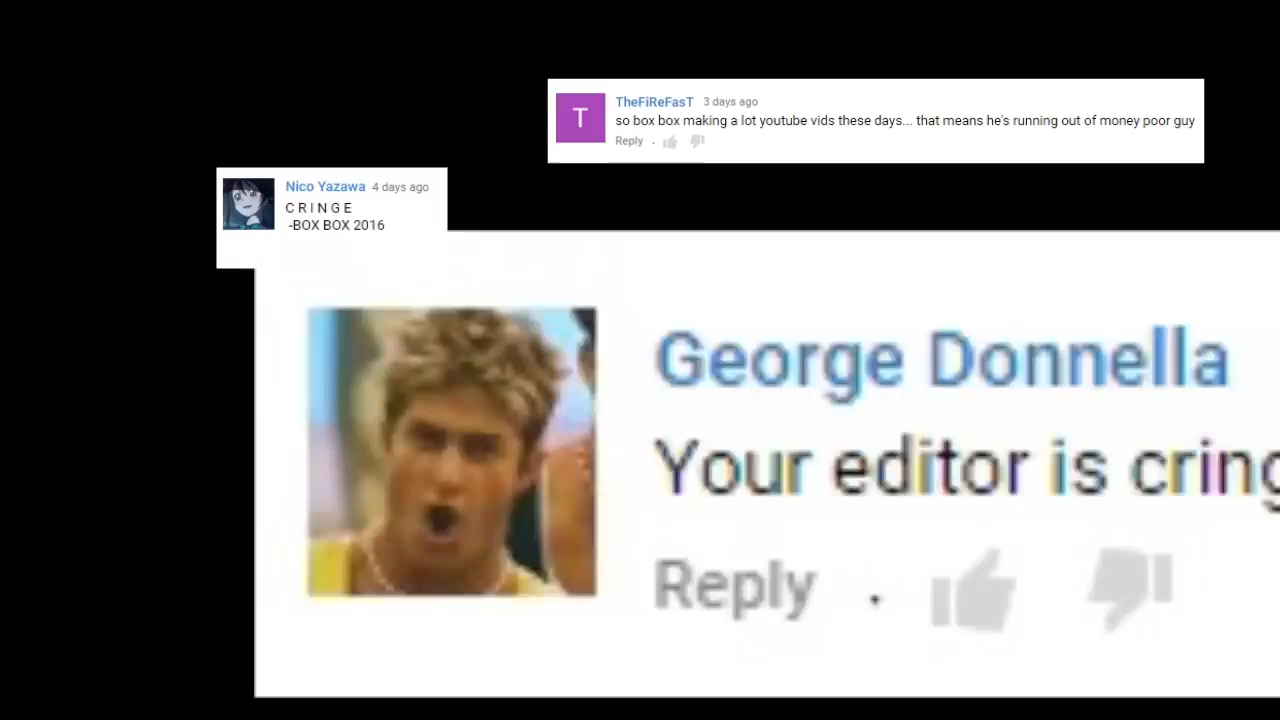 T
TheFiReFasT 3 days ago
so box box making a lot youtube vids these days... that means he's running out of money poor guy
Reply .
Nico Yazawa 4 days ago
C R I N G E
-BOX BOX 2016
George Donnella
Your editor is cring
Reply .